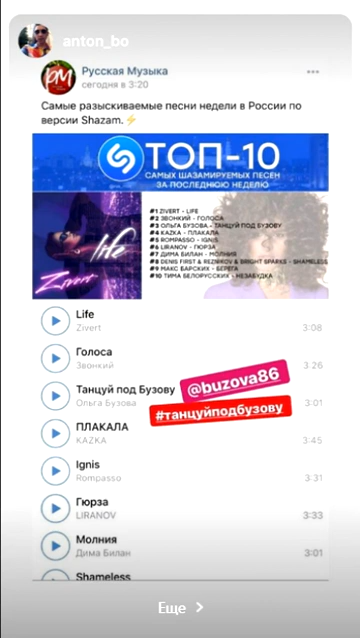 anton_bo
РМ
Русская Музыка
сегодня в 3:20
Самые разыскиваемые песни недели в России по
версии Shazam.⚡
ТОП-10
САМЫХ ШАЗАМИРУЕМЫХ ПЕСЕН
ЗА ПОСЛЕДНЮЮ НЕДЕЛЮ
life
Zivert
#1 ZIVERT - LIFE
#2 ЗВОНКИЙ - ГОЛОСА
#3 ОЛЬГА БУЗОВА - ТАНЦУЙ ПОД БУЗОВУ
#4 KAZKA - ПЛАКАЛА
#5 ROMPASSO - IGNIS
#6 LIRANOV - ГЮРЗА
#7 ДИМА БИЛАН - МОЛНИЯ
#8 DENIS FIRST & REZNIKOV & BRIGHT SPARKS - SHAMELESS
#9 МАКС БАРСКИХ - БЕРЕГА
#10 ТИМА БЕЛОРУССКИХ - НЕЗАБУДКА
Life
Zivert 3:08
Голоса
Звонкий 3:26
Танцуй под Бузову @buzova86
Ольга Бузова #танцуйподбузову 3:01
ПЛАКАЛА
KAZKA 3:45
Ignis
Rompasso 3:31
Гюрза
LIRANOV 3:33
Молния
Дима Билан 3:01
Shameless
Еще >